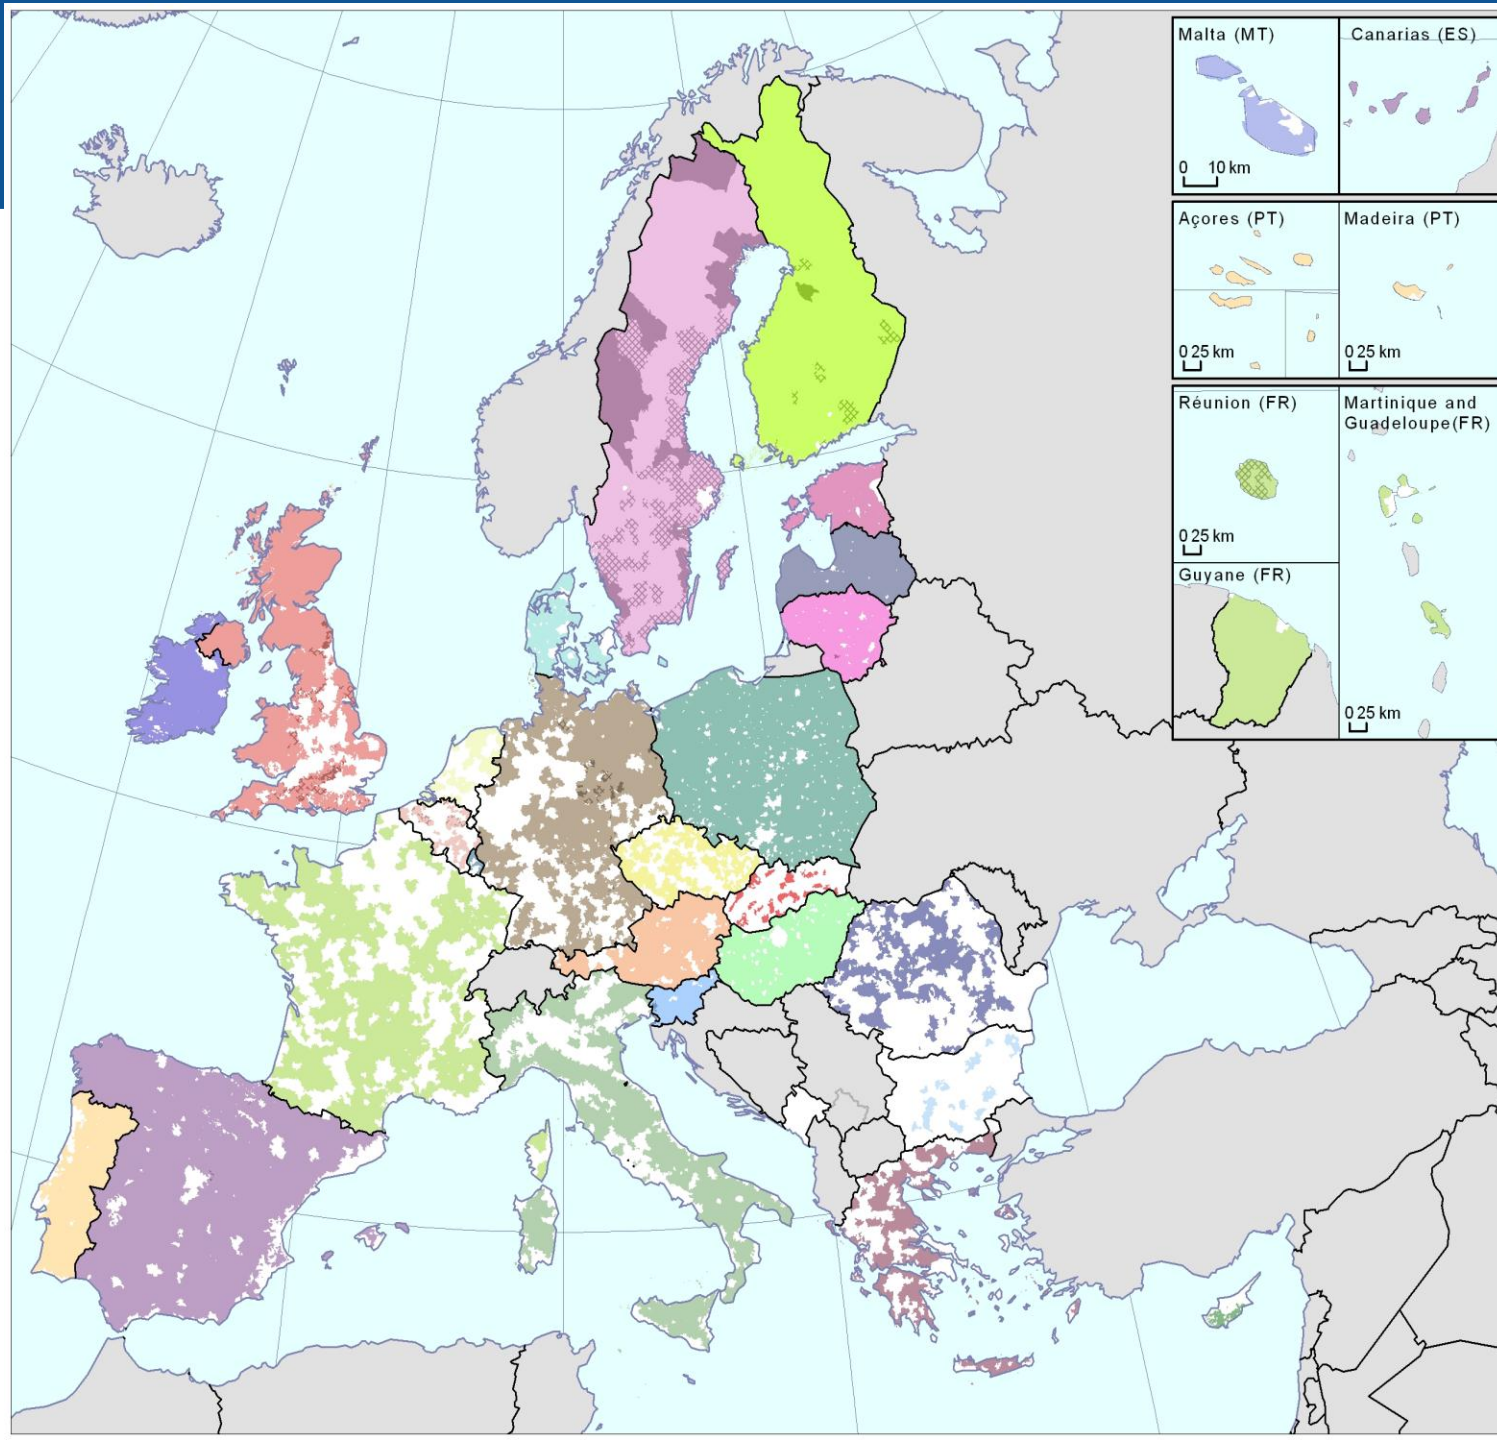 Malta (MT)
Canarias (ES)
0 10 km
Açores (PT)
Madeira (PT)
0 25 km
0 25 km
Réunion (FR)
Martinique and
Guadeloupe(FR)
0 25 km
Guyane (FR)
0 25 km